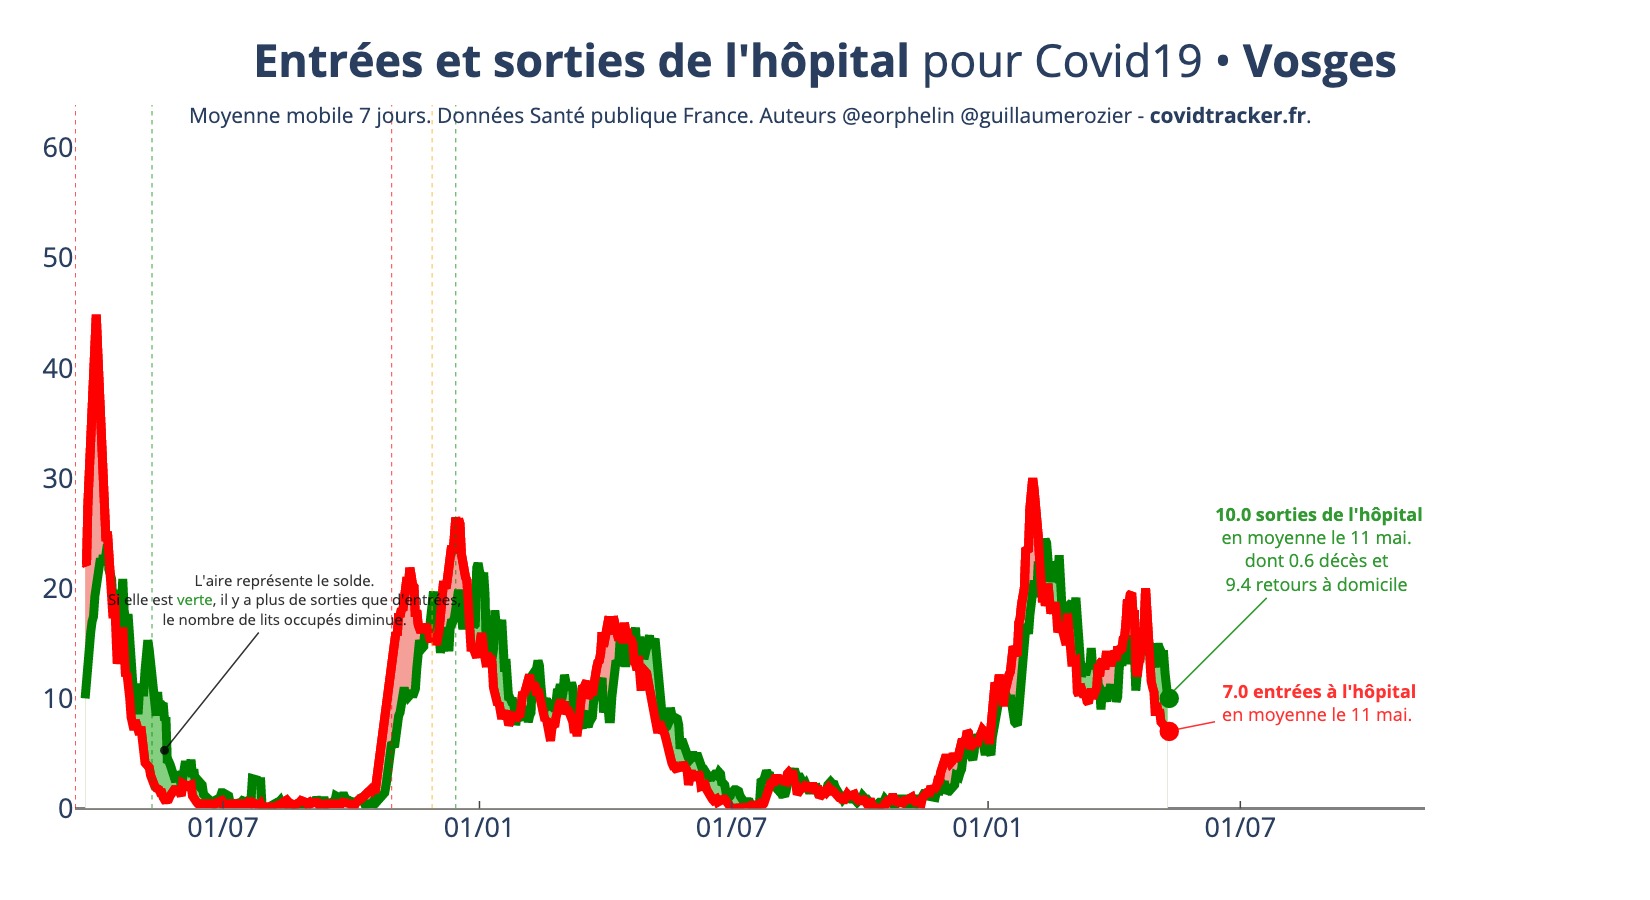 Entrées et sorties de l'hôpital pour Covid19 • Vosges
Moyenne mobile 7 jours. Données Santé publique France. Auteurs @eorphelin @guillaumerozier - covidtracker.fr.
60
50
40
30
20
10
0
L'aire représente le solde.
Si elle est verte, il y a plus de sorties que d'entrées,
le nombre de lits occupés diminue.
10.0 sorties de l'hôpital
en moyenne le 11 mai.
dont 0.6 décès et
9.4 retours à domicile
7.0 entrées à l'hôpital
en moyenne le 11 mai.
01/07
01/01
01/07
01/01
01/07